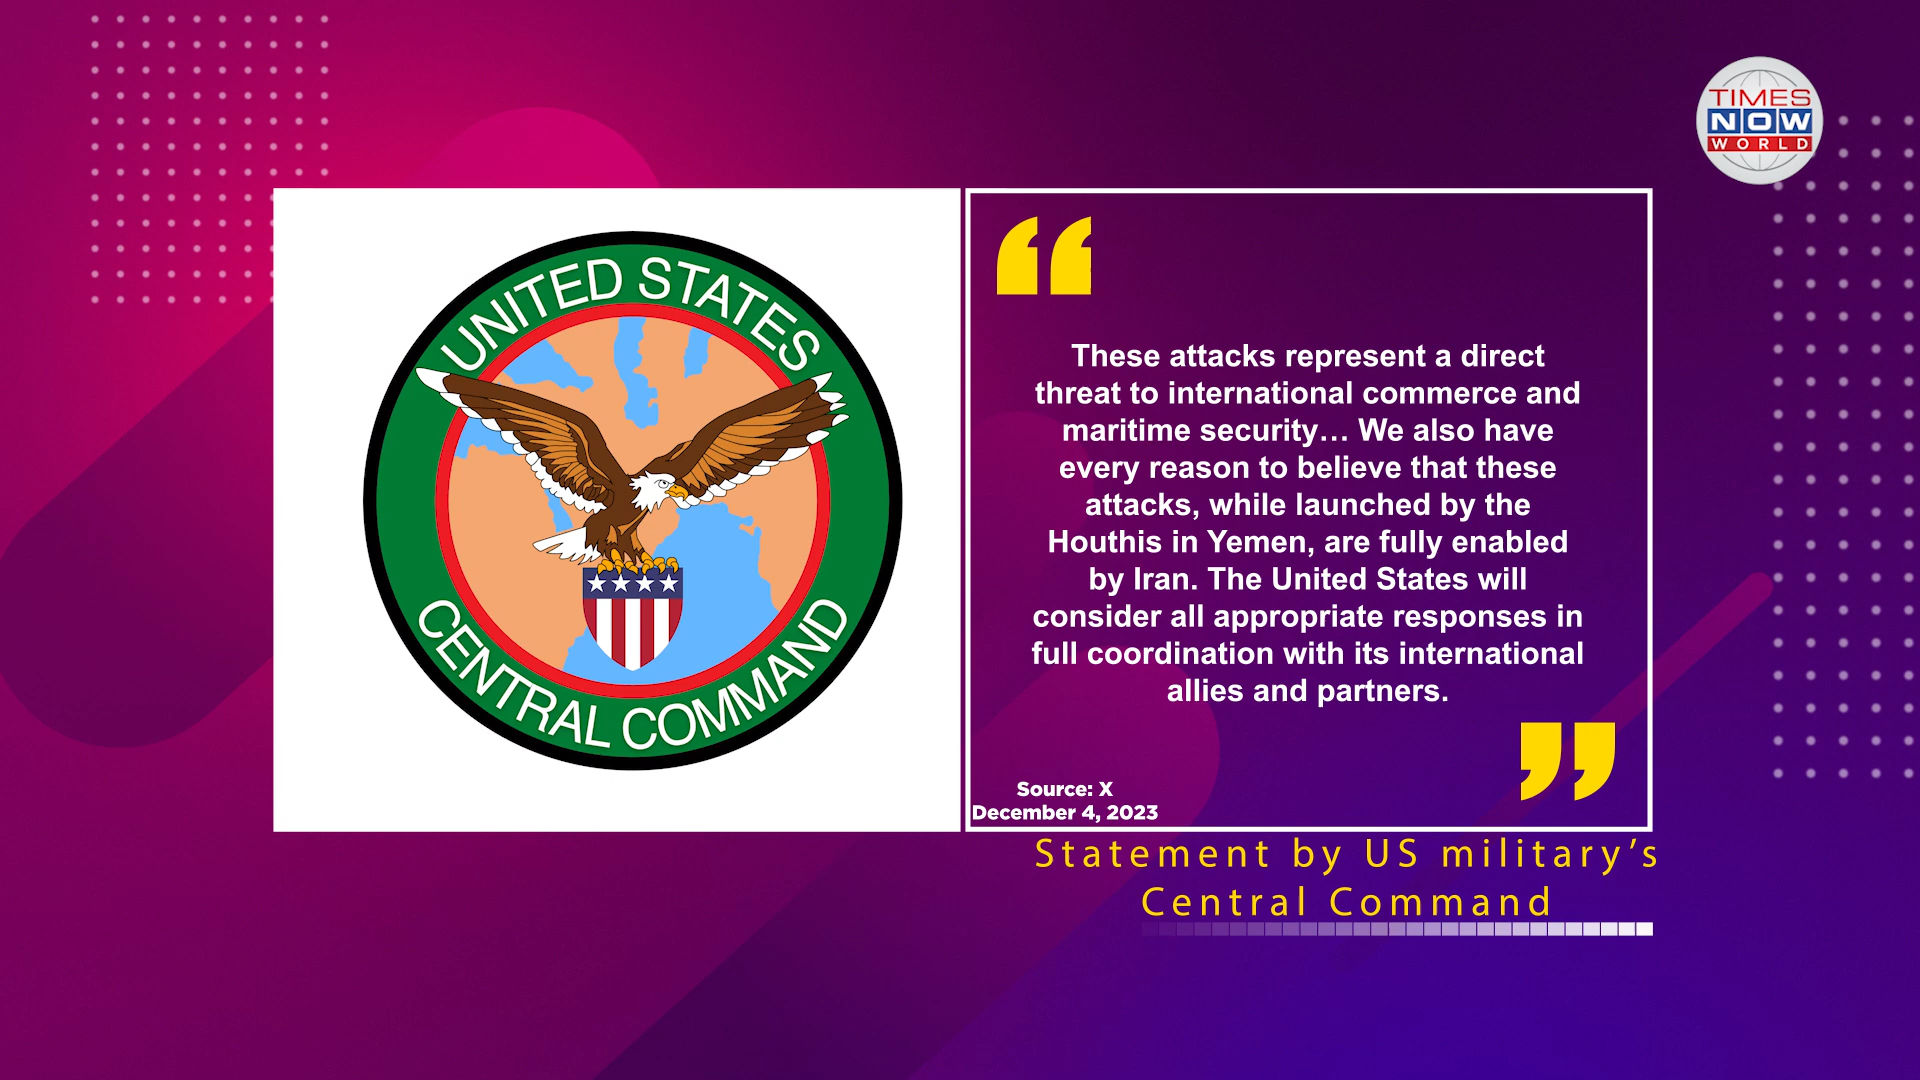 TIMES
NOW
WORLD
UNITED STATES
CENTRAL COMMAND
These attacks represent a direct
threat to international commerce and
maritime security… We also have
every reason to believe that these
attacks, while launched by the
Houthis in Yemen, are fully enabled
by Iran. The United States will
consider all appropriate responses in
full coordination with its international
allies and partners.
Source: X
December 4, 2023
Statement by US military’s
Central Command